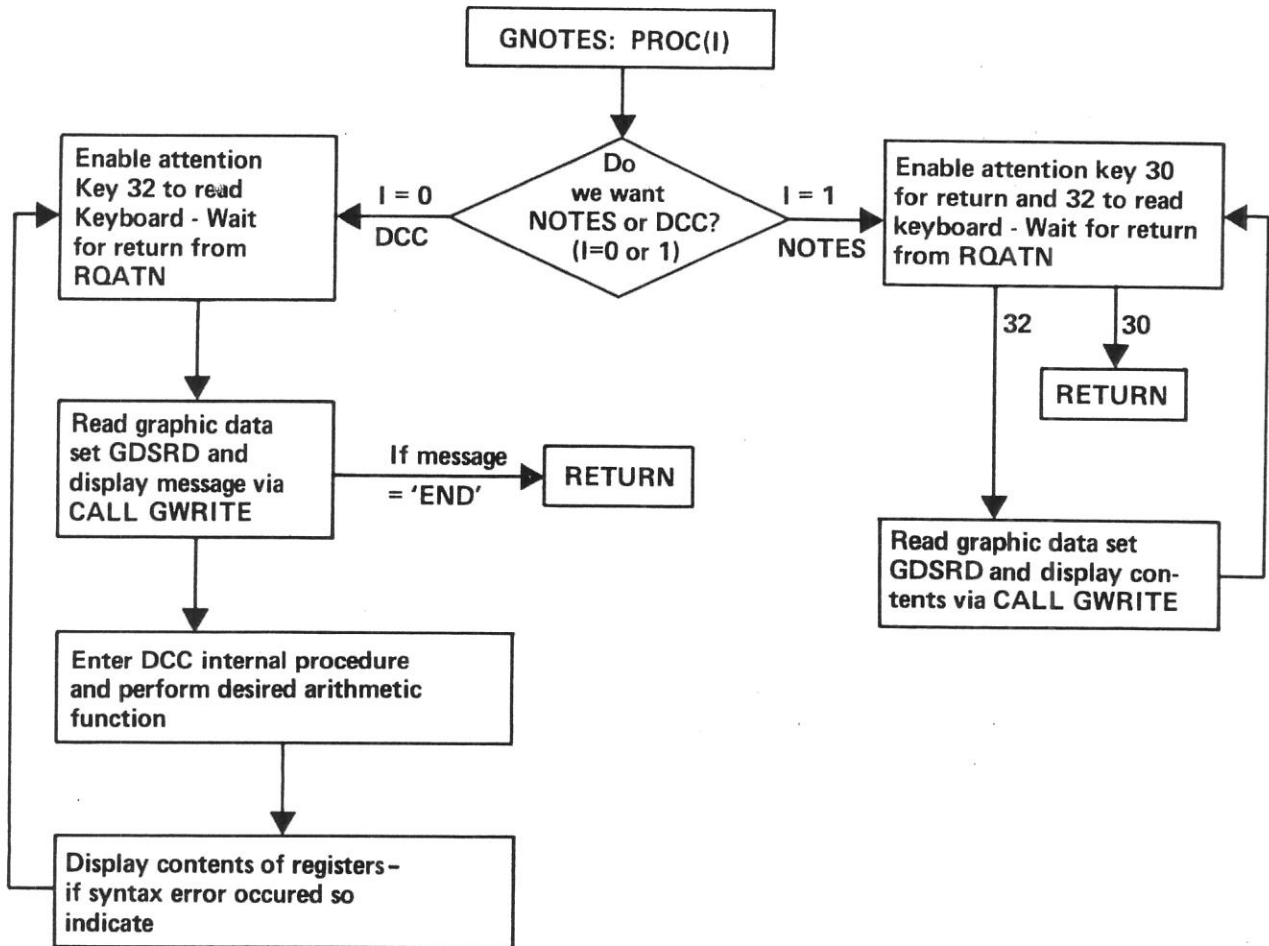 GNOTES: PROC(I)
Do
we want
NOTES or DCC?
(I=0 or 1)
I = 0
DCC
I = 1
NOTES
Enable attention
Key 32 to read
Keyboard - Wait
for return from
RQATN
Read graphic data
set GDSRD and
display message via
CALL GWRITE
If message
= 'END'
RETURN
Enter DCC internal procedure
and perform desired arithmetic
function
Display contents of registers –
if syntax error occured so
indicate
Enable attention key 30
for return and 32 to read
keyboard - Wait for return
from RQATN
32
30
RETURN
Read graphic data set
GDSRD and display con-
tents via CALL GWRITE